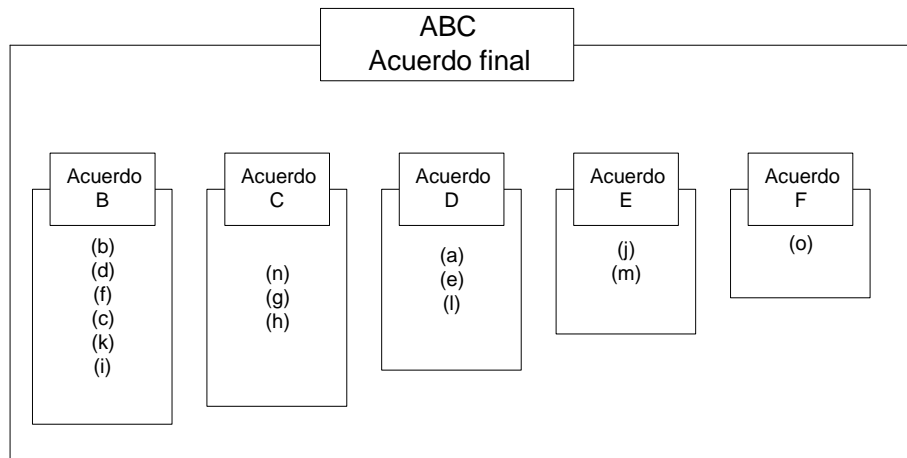 ABC
Acuerdo final
Acuerdo
B
(b)
(d)
(f)
(c)
(k)
(i)
Acuerdo
C
(n)
(g)
(h)
Acuerdo
D
(a)
(e)
(l)
Acuerdo
E
(j)
(m)
Acuerdo
F
(o)